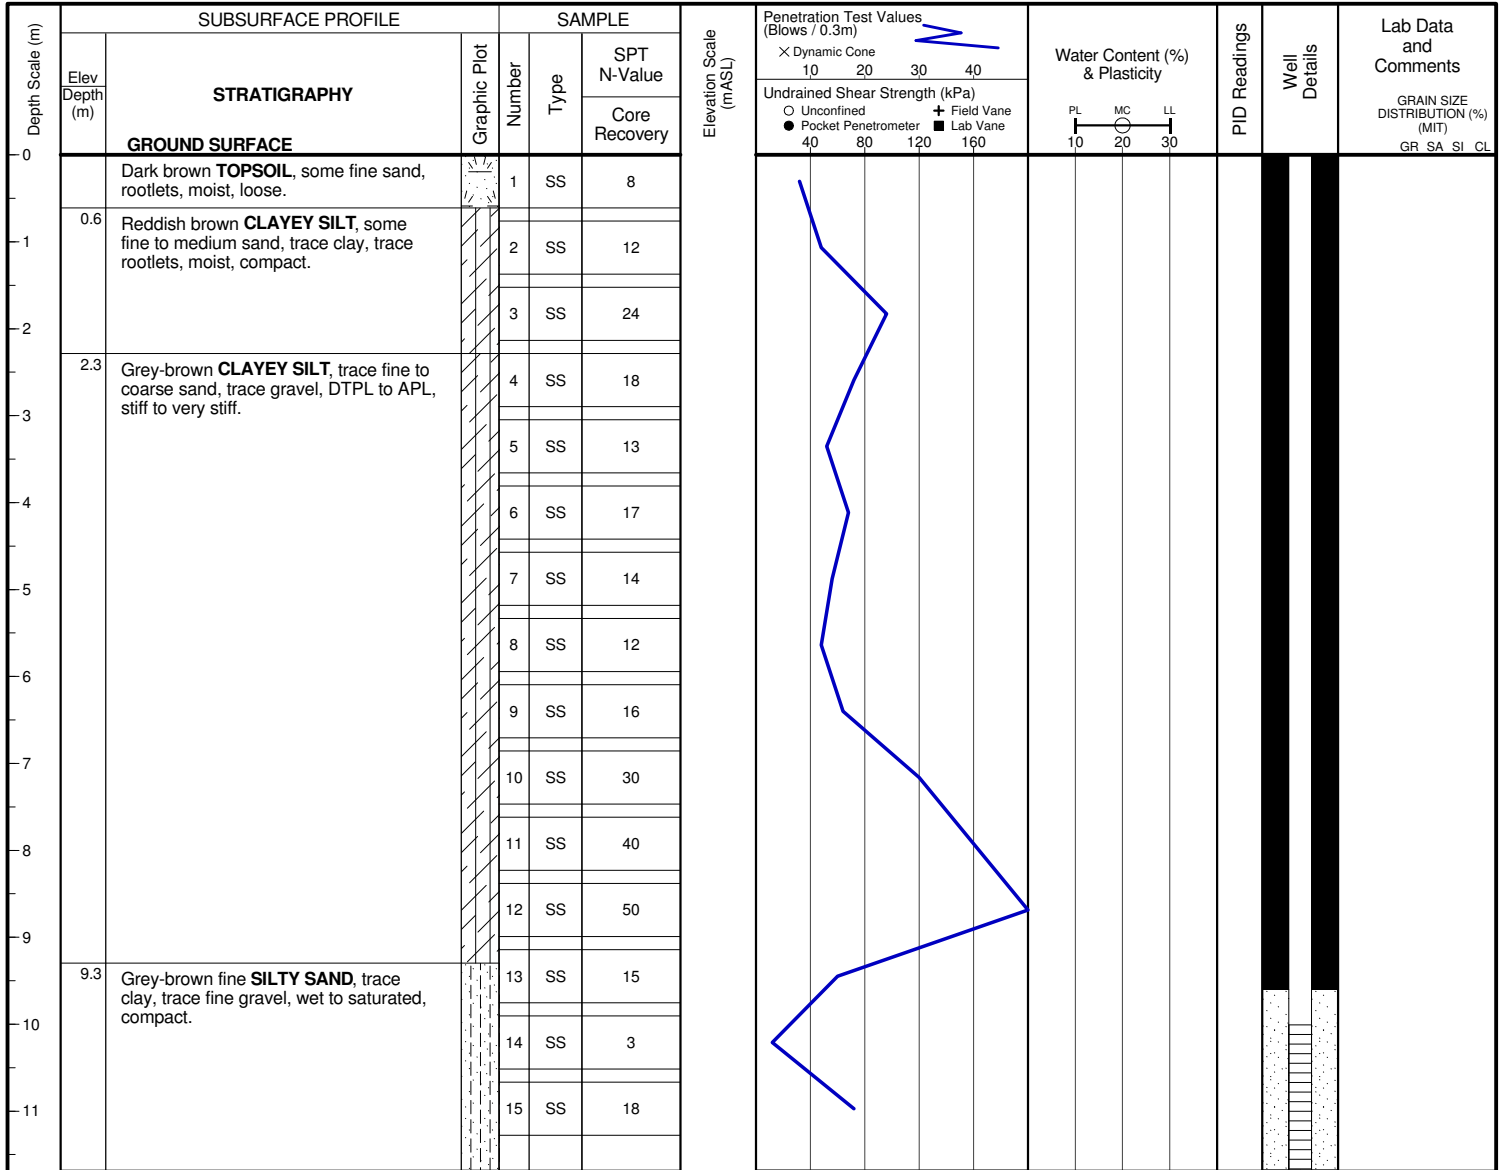 SUBSURFACE PROFILE
SAMPLE
Depth Scale (m)
Elev
Depth
(m)
STRATIGRAPHY
GROUND SURFACE
Graphic Plot
Number
Type
SPT
N-Value
Core
Recovery
Elevation Scale
(mASL)
Penetration Test Values
(Blows / 0.3m)
Dynamic Cone
10 20 30 40
Undrained Shear Strength (kPa)
Unconfined
Field Vane
Pocket Penetrometer
Lab Vane
40 80 120 160
Water Content (%)
& Plasticity
PL MC LL
10 20 30
PID Readings
Well
Details
Lab Data
and
Comments
GRAIN SIZE
DISTRIBUTION (%)
(MIT)
GR SA SI CL
0
Dark brown TOPSOIL, some fine sand,
rootlets, moist, loose.
1 SS 8
0.6
Reddish brown CLAYEY SILT, some
fine to medium sand, trace clay, trace
rootlets, moist, compact.
1
2 SS 12
3 SS 24
2
2.3
Grey-brown CLAYEY SILT, trace fine to
coarse sand, trace gravel, DTPL to APL,
stiff to very stiff.
4 SS 18
3
5 SS 13
4
6 SS 17
7 SS 14
5
8 SS 12
6
9 SS 16
7
10 SS 30
11 SS 40
8
12 SS 50
9
9.3
Grey-brown fine SILTY SAND, trace
clay, trace fine gravel, wet to saturated,
compact.
13 SS 15
10
14 SS 3
15 SS 18
11